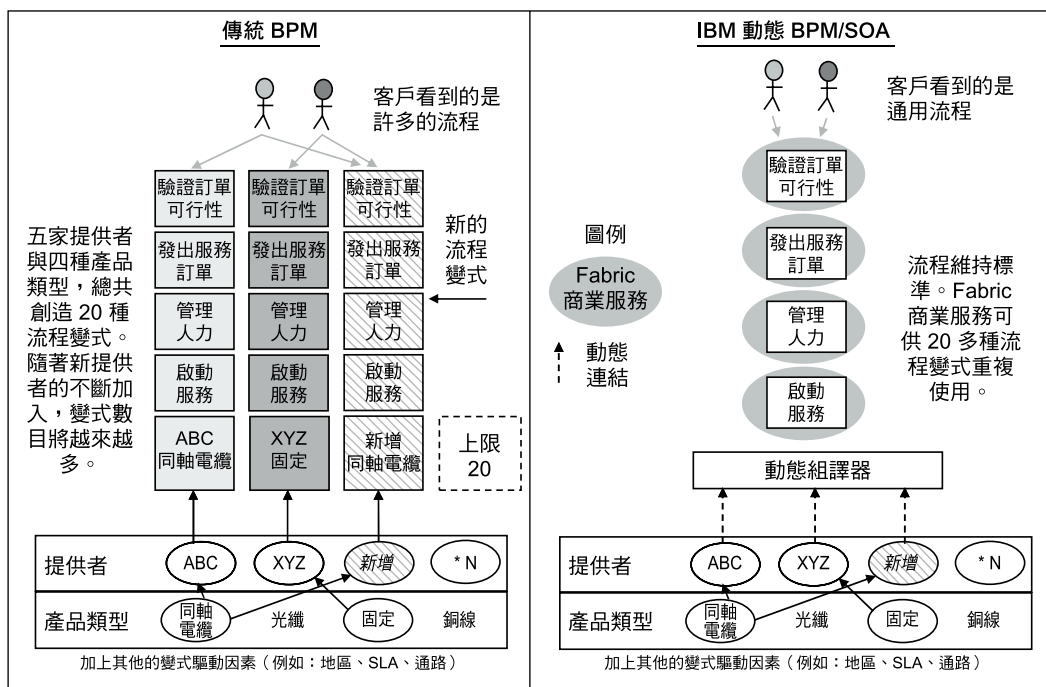 傳統 BPM
客戶看到的是
許多的流程
驗證訂單
可行性
驗證訂單
可行性
驗證訂單
可行性
發出服務
訂單
發出服務
訂單
發出服務
訂單
管理
人力
管理
人力
管理
人力
啟動
服務
啟動
服務
啟動
服務
ABC
同軸電纜
XYZ
固定
新增
同軸電纜
五家提供者
與四種產品
類型，總共
創造 20 種
流程變式。
隨著新提供
者的不斷加
入，變式數
目將越來越
多。
新的
流程
變式
上限
20
提供者
ABC
XYZ
新增
* N
產品類型
同軸
電纜
光纖
固定
銅線
加上其他的變式驅動因素（例如：地區、SLA、通路）
IBM 動態 BPM/SOA
客戶看到的是
通用流程
驗證訂單
可行性
發出服務
訂單
管理
人力
啟動
服務
圖例
Fabric
商業服務
動態
連結
流程維持標
準。Fabric
商業服務可
供 20 多種流
程變式重複
使用。
動態組譯器
提供者
ABC
XYZ
新增
* N
產品類型
同軸
電纜
光纖
固定
銅線
加上其他的變式驅動因素（例如：地區、SLA、通路）